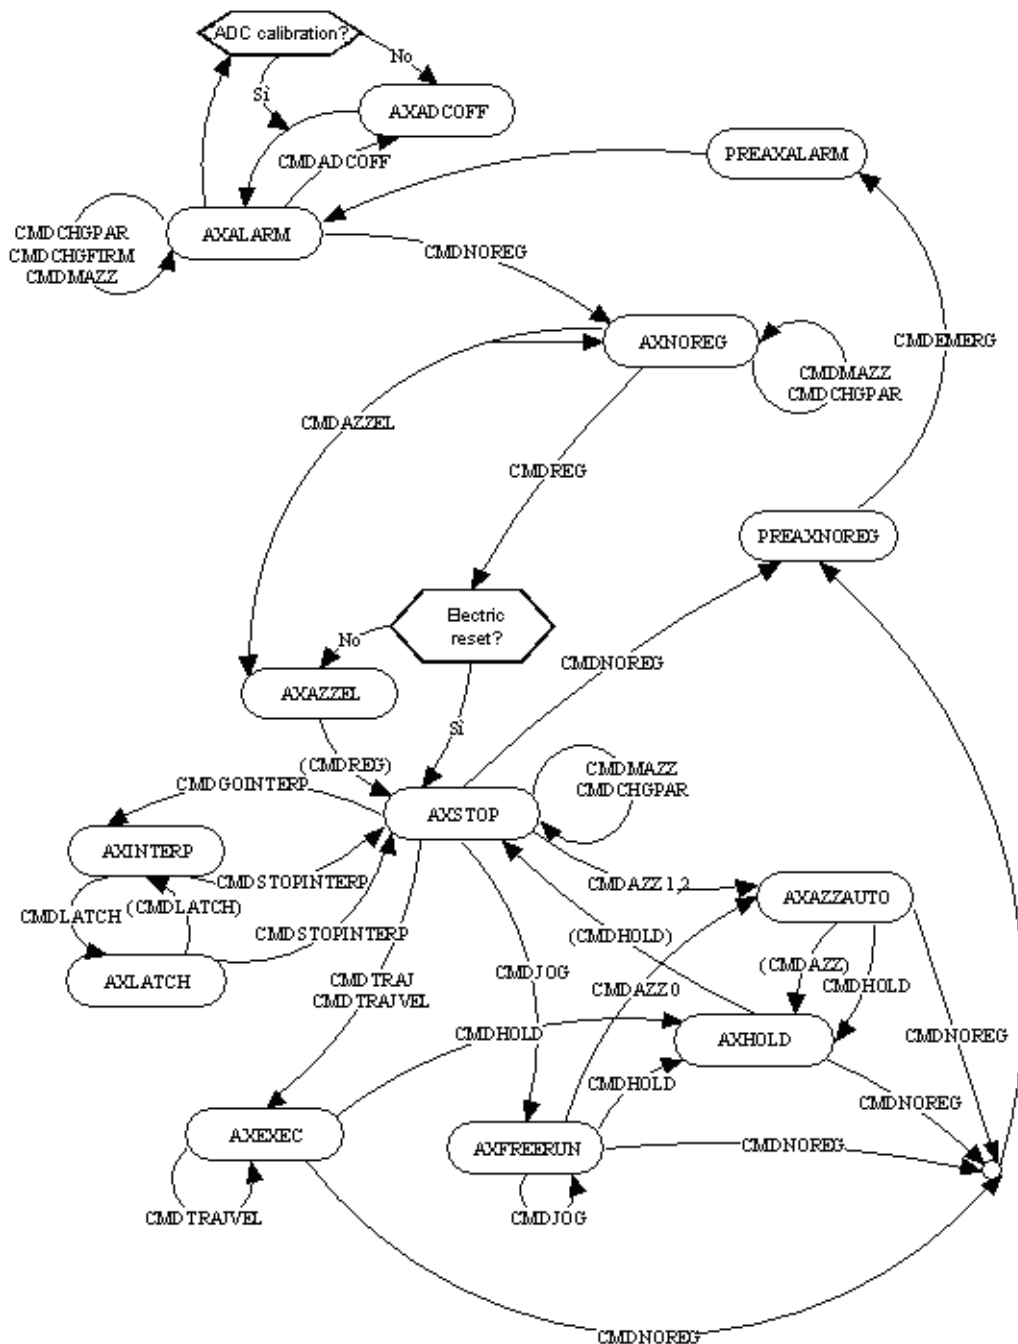 ADC calibration?
No
Sì
AXADCOFF
CMDADCOFF
PREAXALARM
CMDCHGPAR
CMDCHGFIRM
CMDMAZZ
AXALARM
CMDNOREG
AXNOREG
CMDEMERG
CMDMAZZ
CMDCHGPAR
CMDAZZEL
CMDREG
PREAXNOREG
Electric
reset?
No
CMDNOREG
AXAZZEL
Sì
(CMDREG)
CMDMAZZ
CMDCHGPAR
CMDGOINTERP
AXSTOP
AXINTERP
CMDSTOPINTERP
CMDAZZ1,2
AXAZZAUTO
CMDLATCH
(CMDLATCH)
CMDSTOPINTERP
(CMDHOLD)
AXLATCH
CMDTRAJ
CMDTRAJVEL
CMDJOG
(CMDAZZ)
CMDHOLD
CMDAZZ0
CMDHOLD
AXHOLD
CMDNOREG
CMDHOLD
CMDNOREG
AXEXEC
AXFREERUN
CMDNOREG
CMDTRAJVEL
CMDJOG
CMDNOREG